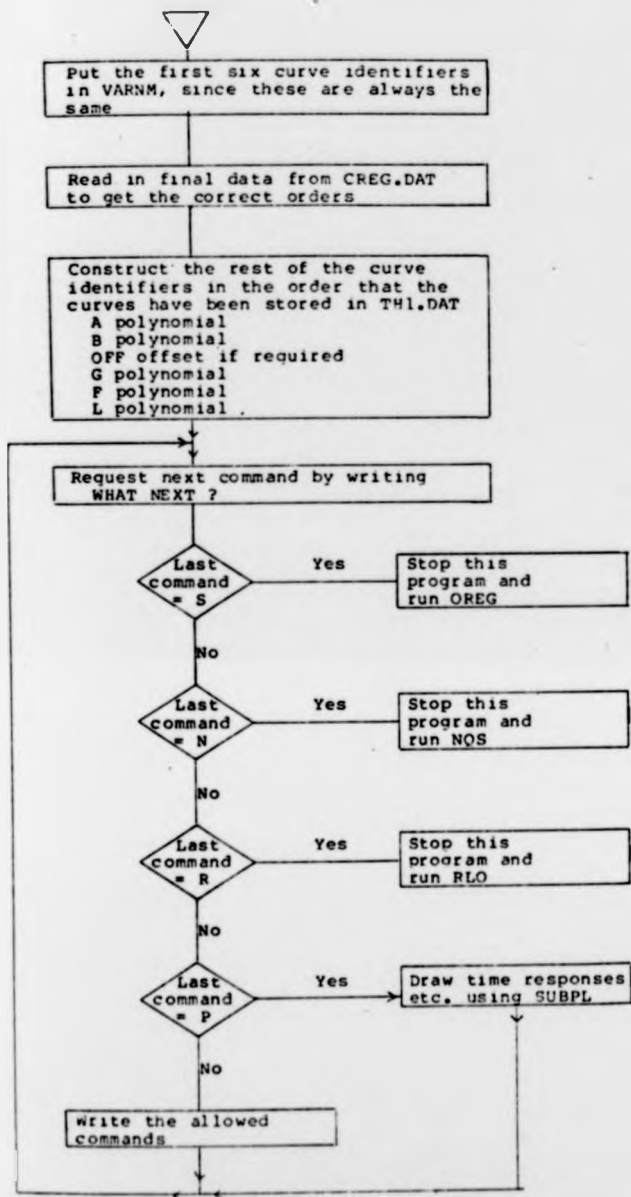 Put the first six curve identifiers
in VARNM, since these are always the
same
Read in final data from CREG.DAT
to get the correct orders
Construct the rest of the curve
identifiers in the order that the
curves have been stored in TH1.DAT
A polynomial
B polynomial
OFF offset if required
G polynomial
F polynomial
L polynomial
Request next command by writing
WHAT NEXT ?
Last
command
= S
Yes
Stop this
program and
run OREG
No
Last
command
= N
Yes
Stop this
program and
run NOS
No
Last
command
= R
Yes
Stop this
program and
run RLO
No
Last
command
= P
Yes
Draw time responses
etc. using SUBPL
No
Write the allowed
commands